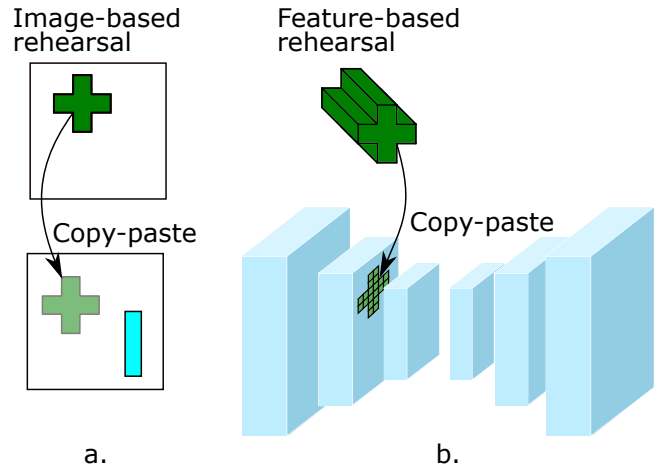 Image-based
rehearsal
Feature-based
rehearsal
Copy-paste
Copy-paste
a.
b.